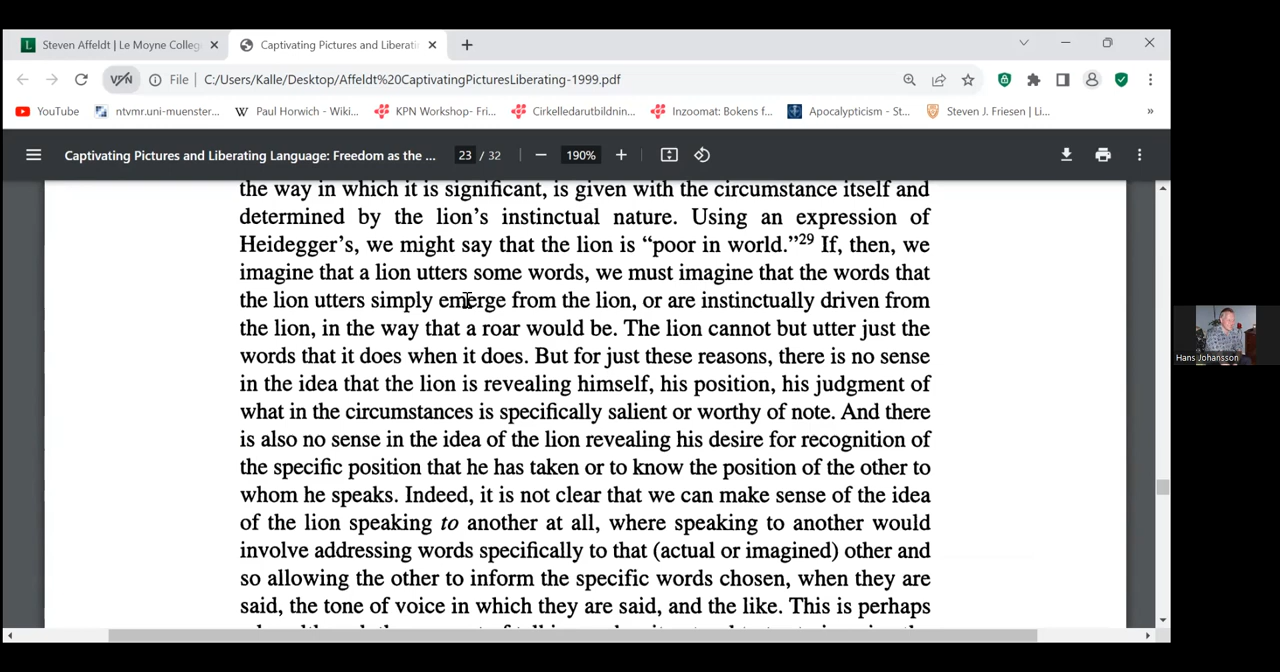 Steven Affeldt | Le Moyne Colleg
Captivating Pictures and Liberati
File
C:/Users/Kalle/Desktop/Affeldt%20CaptivatingPicturesLiberating-1999.pdf
YouTube
ntvmr.uni-muenster...
Paul Horwich - Wiki...
KPN Workshop- Fri...
Cirkelledarutbildnin...
Inzoomat: Bokens f...
Apocalypticism - St...
Steven J. Friesen | Li...
»
Captivating Pictures and Liberating Language: Freedom as the ...
23 / 32
190%
the way in which it is significant, is given with the circumstance itself and
determined by the lion's instinctual nature. Using an expression of
Heidegger's, we might say that the lion is “poor in world.”29 If, then, we
imagine that a lion utters some words, we must imagine that the words that
the lion utters simply emerge from the lion, or are instinctually driven from
the lion, in the way that a roar would be. The lion cannot but utter just the
words that it does when it does. But for just these reasons, there is no sense
in the idea that the lion is revealing himself, his position, his judgment of
what in the circumstances is specifically salient or worthy of note. And there
is also no sense in the idea of the lion revealing his desire for recognition of
the specific position that he has taken or to know the position of the other to
whom he speaks. Indeed, it is not clear that we can make sense of the idea
of the lion speaking to another at all, where speaking to another would
involve addressing words specifically to that (actual or imagined) other and
so allowing the other to inform the specific words chosen, when they are
said, the tone of voice in which they are said, and the like. This is perhaps
Hans Johansson